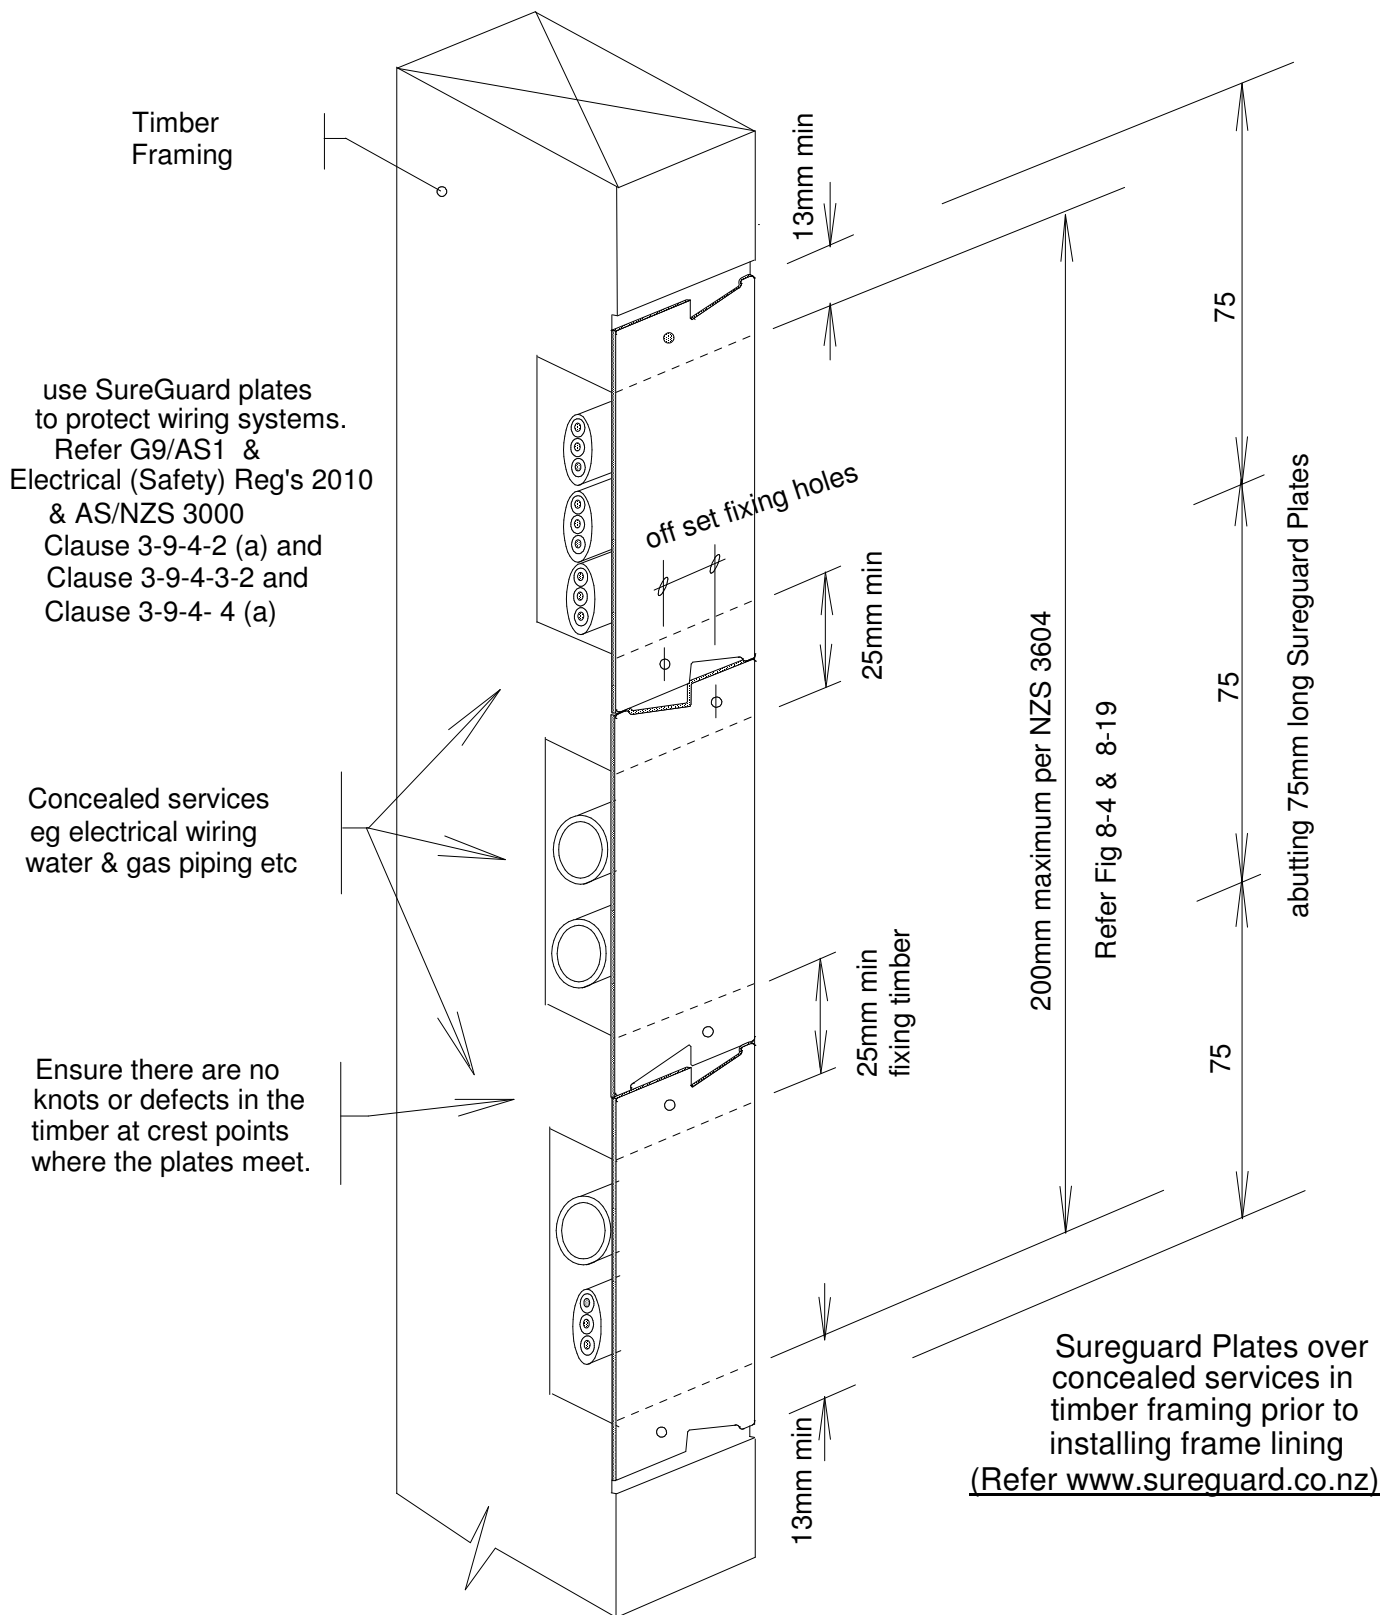 Timber
Framing
13mm min
75
use SureGuard plates
to protect wiring systems.
Refer G9/AS1 &
Electrical (Safety) Reg's 2010
& AS/NZS 3000
Clause 3-9-4-2 (a) and
Clause 3-9-4-3-2 and
Clause 3-9-4- 4 (a)
off set fixing holes
25mm min
200mm maximum per NZS 3604
Refer Fig 8-4 & 8-19
75
abutting 75mm long Sureguard Plates
Concealed services
eg electrical wiring
water & gas piping etc
25mm min
fixing timber
75
Ensure there are no
knots or defects in the
timber at crest points
where the plates meet.
13mm min
Sureguard Plates over
concealed services in
timber framing prior to
installing frame lining
(Refer www.sureguard.co.nz)